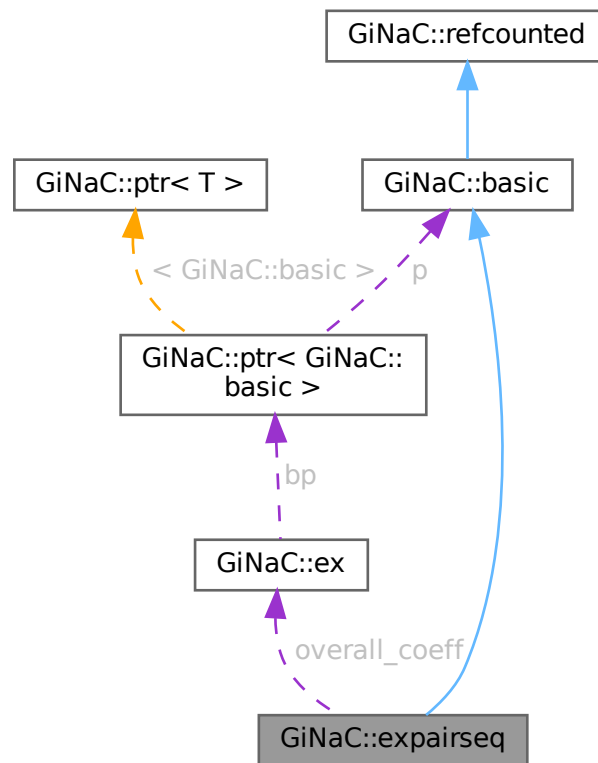 GiNaC::refcounted
GiNaC::ptr< T >
GiNaC::basic
< GiNaC::basic >
p
GiNaC::ptr< GiNaC::
basic >
bp
GiNaC::ex
overall_coeff
GiNaC::expairseq